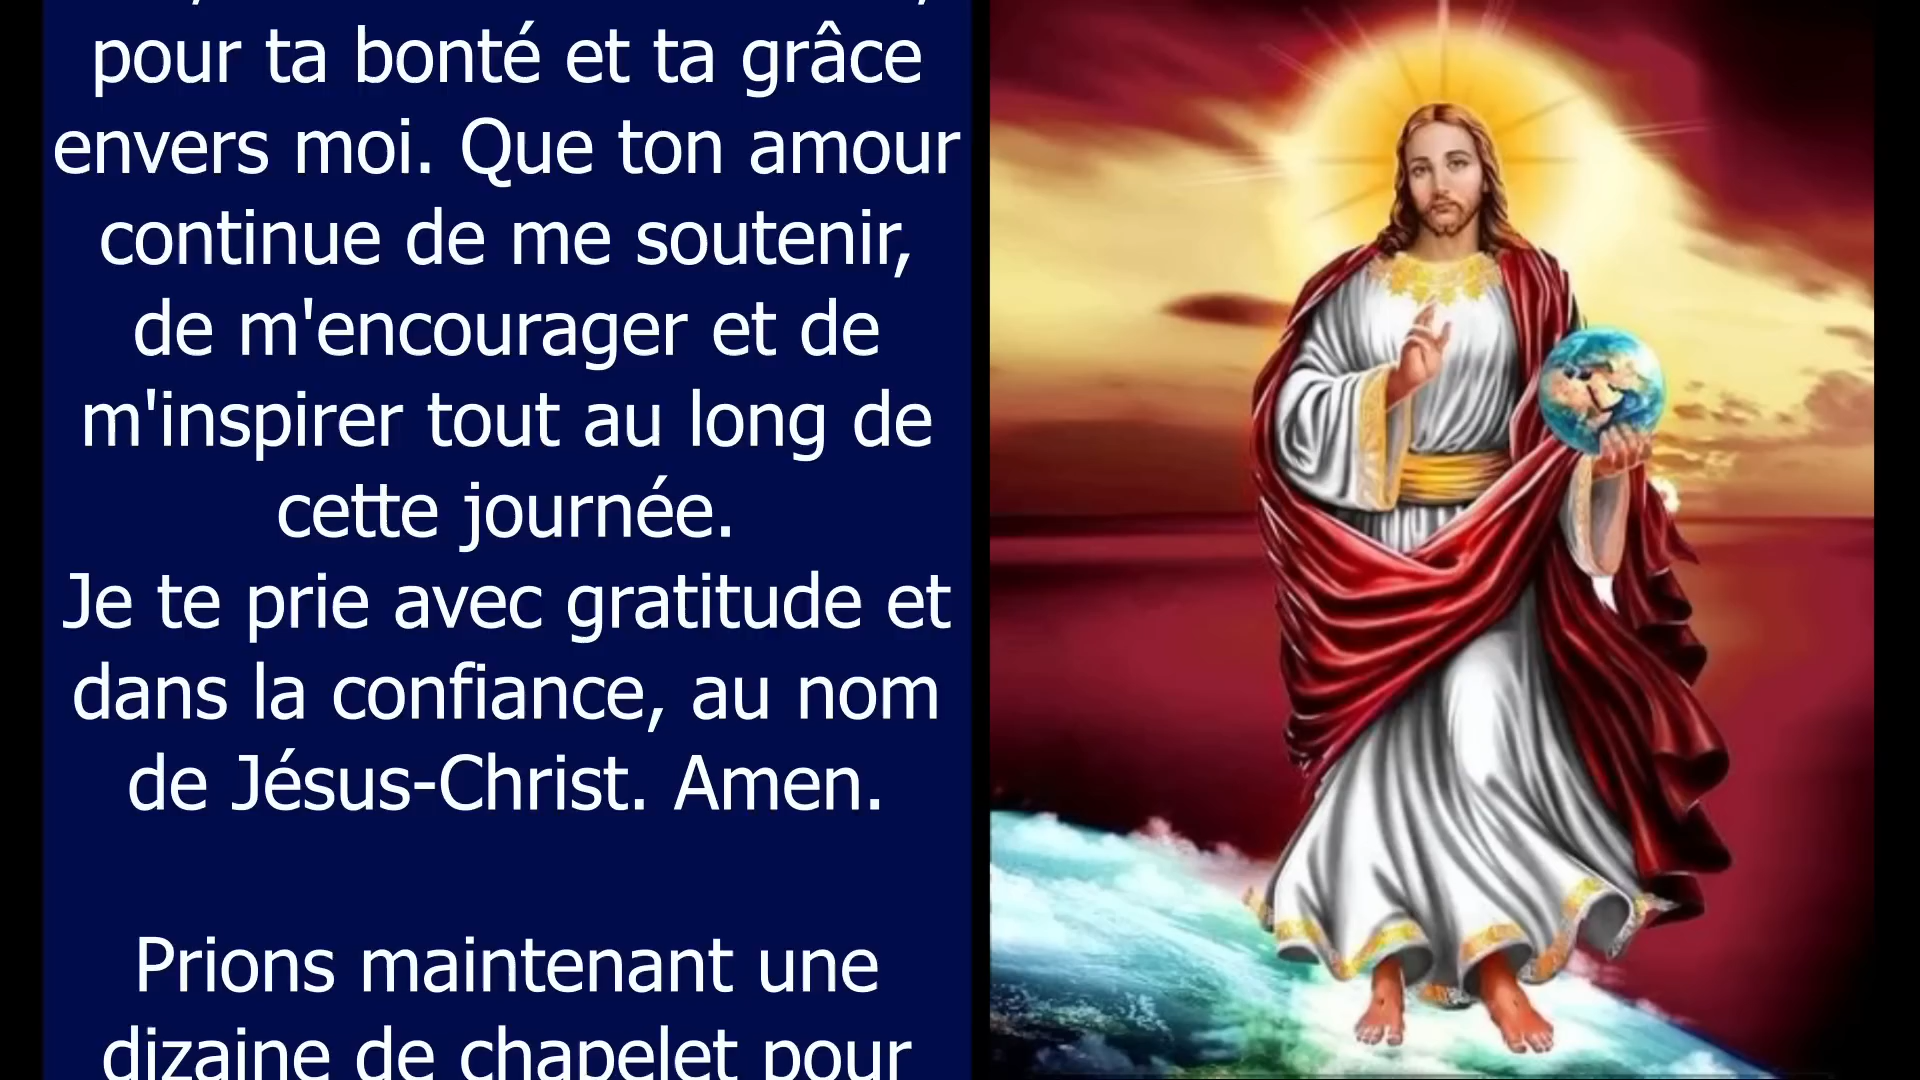 pour ta bonté et ta grâce
envers moi. Que ton amour
continue de me soutenir,
de m'encourager et de
m'inspirer tout au long de
cette journée.
Je te prie avec gratitude et
dans la confiance, au nom
de Jésus-Christ. Amen.
Prions maintenant une
dizaine de chapelet pour